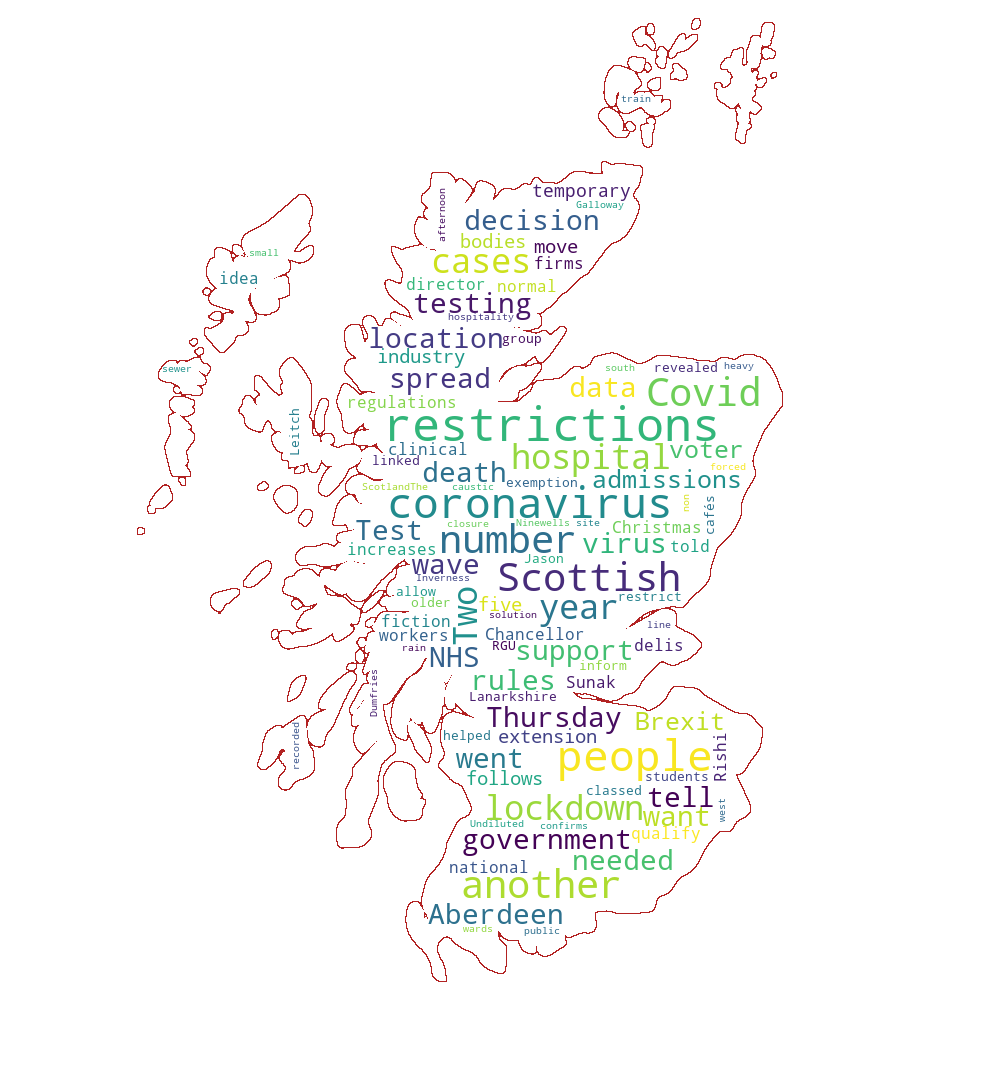 train
temporary
afternoon
Galloway
decision
bodies
move
small
cases
firms
idea
director
normal
testing
hospitality
location
group
industry
sewer
south
revealed
heavy
spread
data
Covid
regulations
restrictions
Leitch
clinical
hospital
voter
linked
death
forced
admissions
exemption
ScotlandThe
caustic
coronavirus
non
cafés
closure
Ninewells
site
Christmas
Test
number
virus
told
increases
Jason
wave
Scottish
Inverness
allow
older
Two
five
year
restrict
solution
fiction
line
workers
Chancellor
rain
RGU
support
delis
NHS
inform
rules
Sunak
Dumfries
Lanarkshire
Thursday
Brexit
recorded
helped
extension
went
people
Rishi
follows
students
classed
tell
lockdown
want
west
Undiluted
confirms
government
qualify
needed
national
another
Aberdeen
wards
public